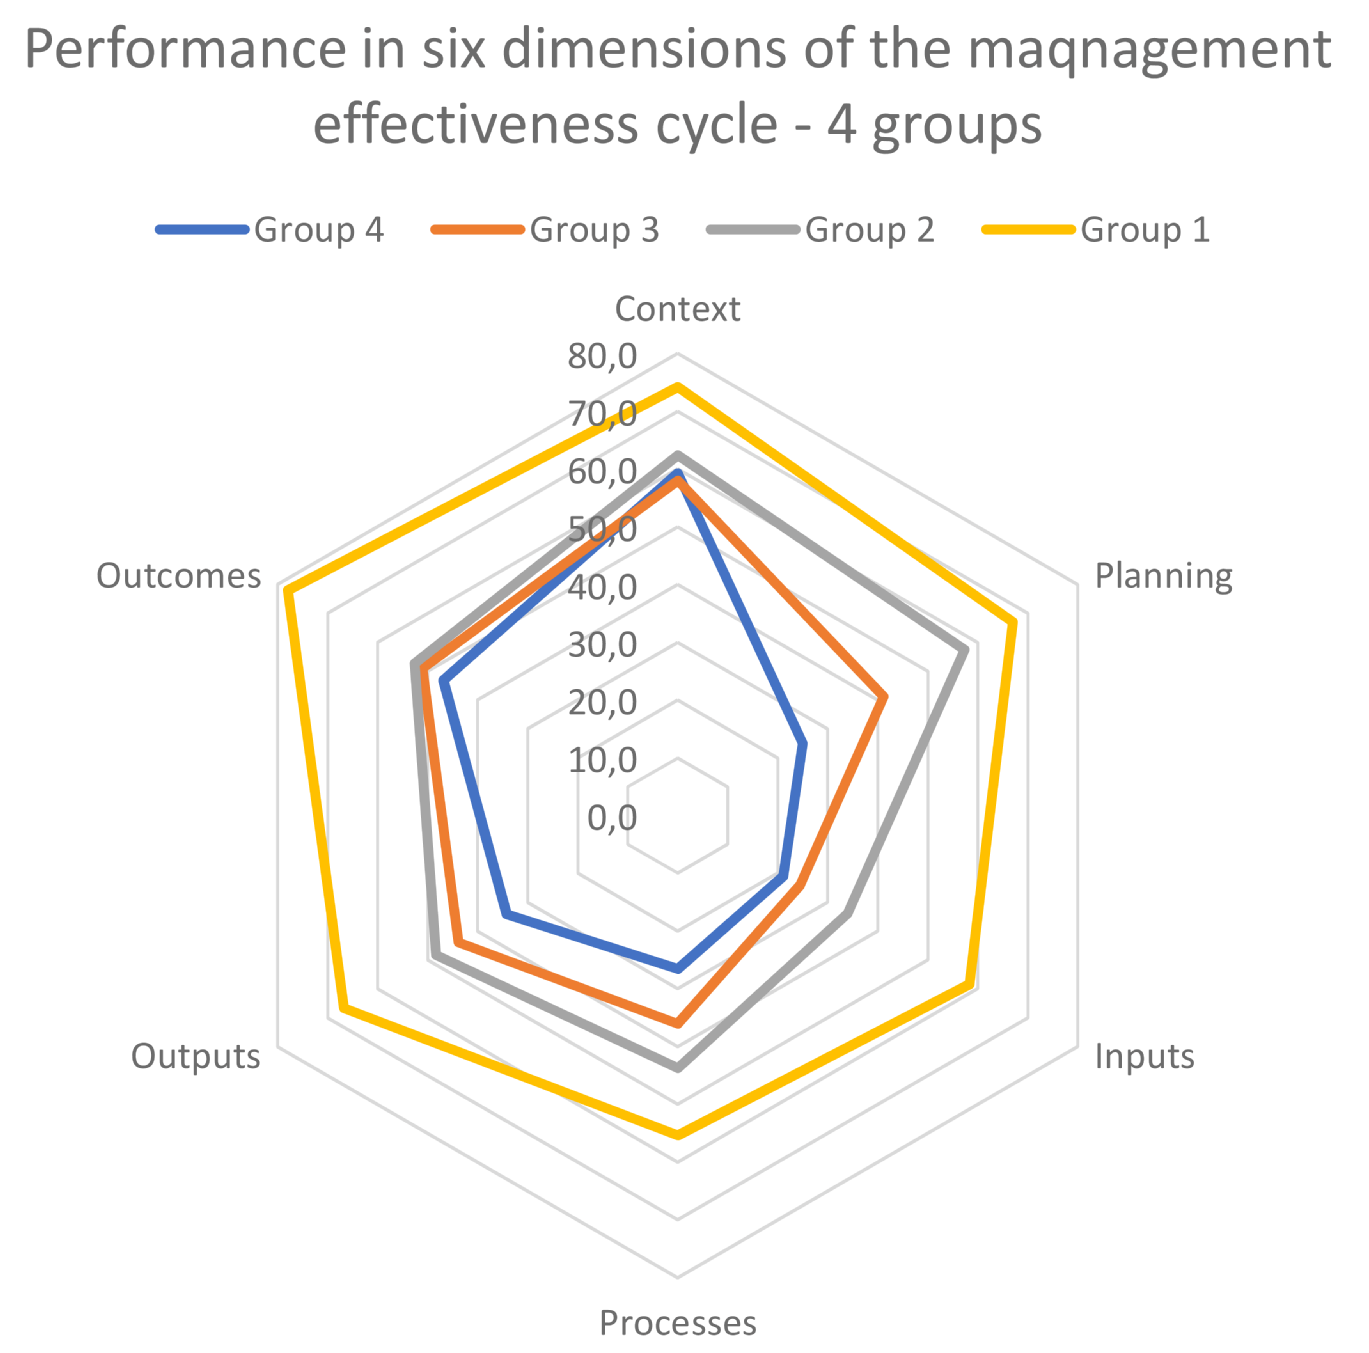 Performance in six dimensions of the maqnagement
effectiveness cycle - 4 groups
Group 4 Group 3 Group 2 Group 1
Context
80,0
70,0
60,0
50,0
Outcomes
Planning
40,0
30,0
20,0
10,0
0,0
Outputs
Inputs
Processes